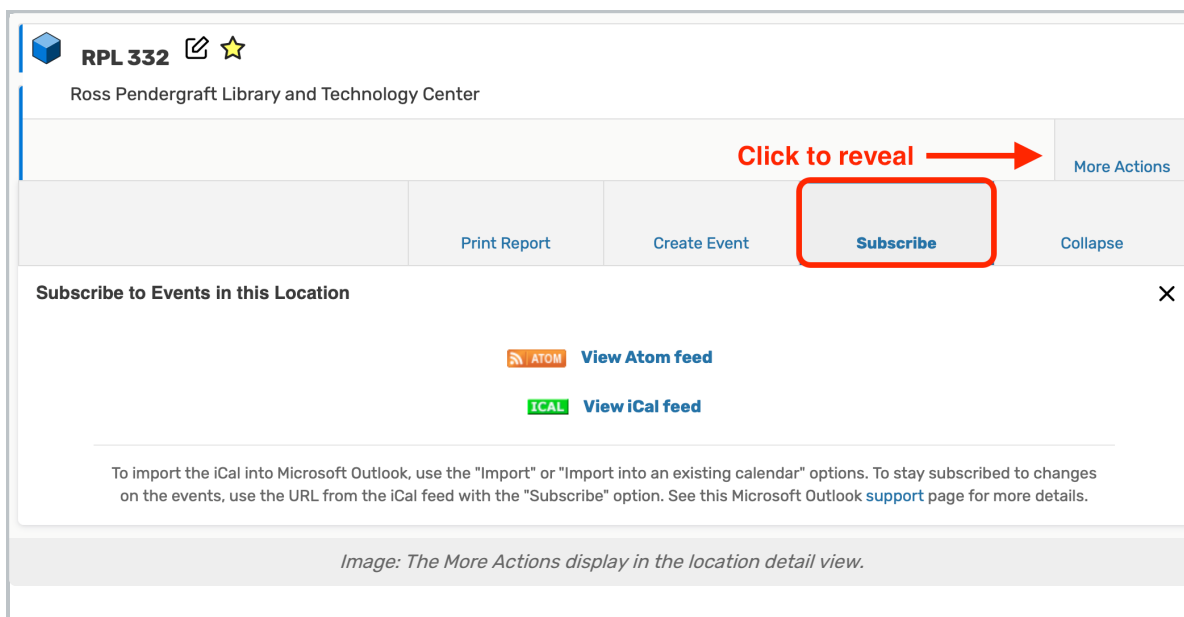 RPL 332
Ross Pendergraft Library and Technology Center
Click to reveal
More Actions
Print Report
Create Event
Subscribe
Collapse
Subscribe to Events in this Location
ATOM View Atom feed
ICAL View iCal feed
To import the iCal into Microsoft Outlook, use the "Import" or "Import into an existing calendar" options. To stay subscribed to changes
on the events, use the URL from the iCal feed with the "Subscribe" option. See this Microsoft Outlook support page for more details.
Image: The More Actions display in the location detail view.